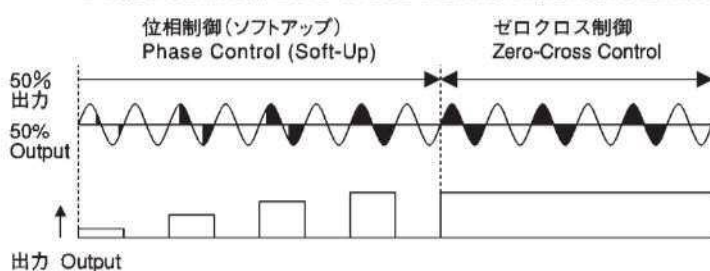 位相制御(ソフトアップ)
Phase Control (Soft-Up)
ゼロクロス制御
Zero-Cross Control
50%
出力
50%
Output
出力 Output